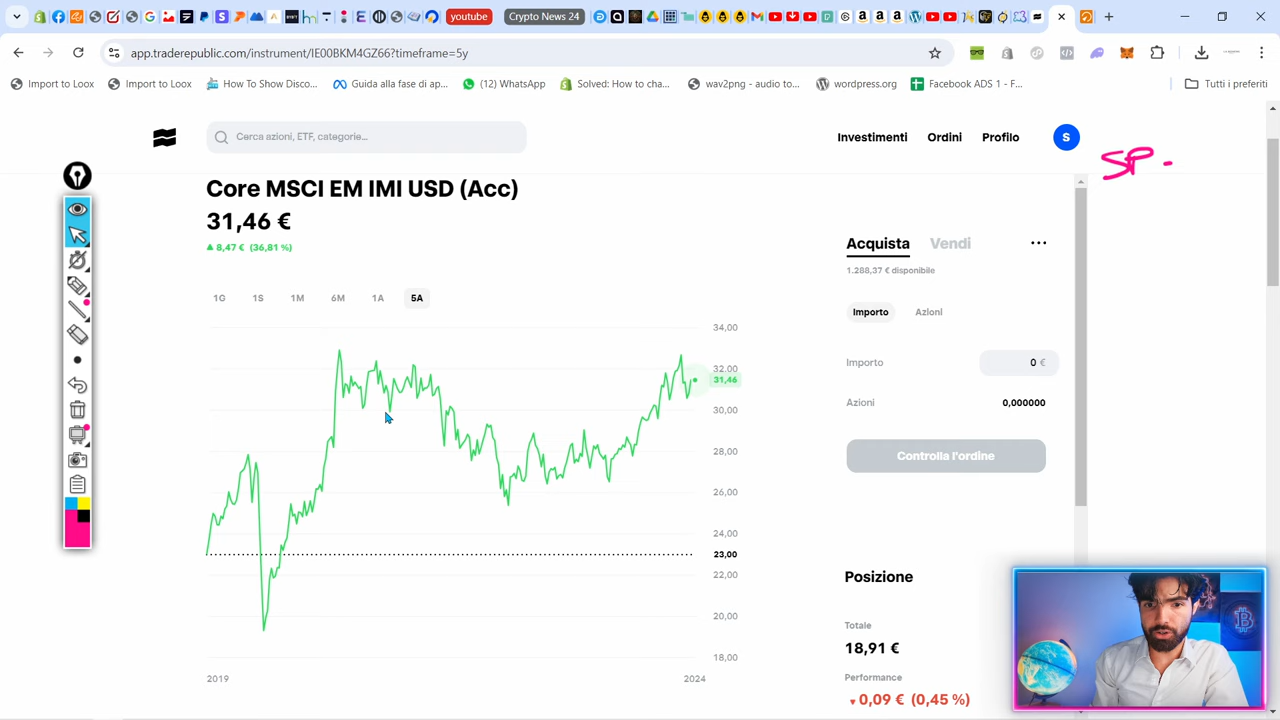 youtube
Crypto News 24
app.traderepublic.com/instrument/IE00BKM4GZ66?timeframe=5y
Import to Loox
Import to Loox
How To Show Disco...
Guida alla fase di ap...
(12) WhatsApp
Solved: How to cha...
wav2png - audio to...
wordpress.org
Facebook ADS 1 - F...
Tutti i preferiti
Cerca azioni, ETF, categorie...
Investimenti
Ordini
Profilo
S
SP.
Core MSCI EM IMI USD (Acc)
31,46 €
8,47 € (36,81 %)
1G 1S 1M 6M 1A 5A
34,00
32,00
31,46
30,00
28,00
26,00
24,00
23,00
22,00
20,00
18,00
2019
2024
Acquista Vendi
1.288,37 € disponibile
Importo Azioni
Importo 0 €
Azioni 0,000000
Controlla l'ordine
Posizione
Totale
18,91 €
Performance
0,09 € (0,45 %)